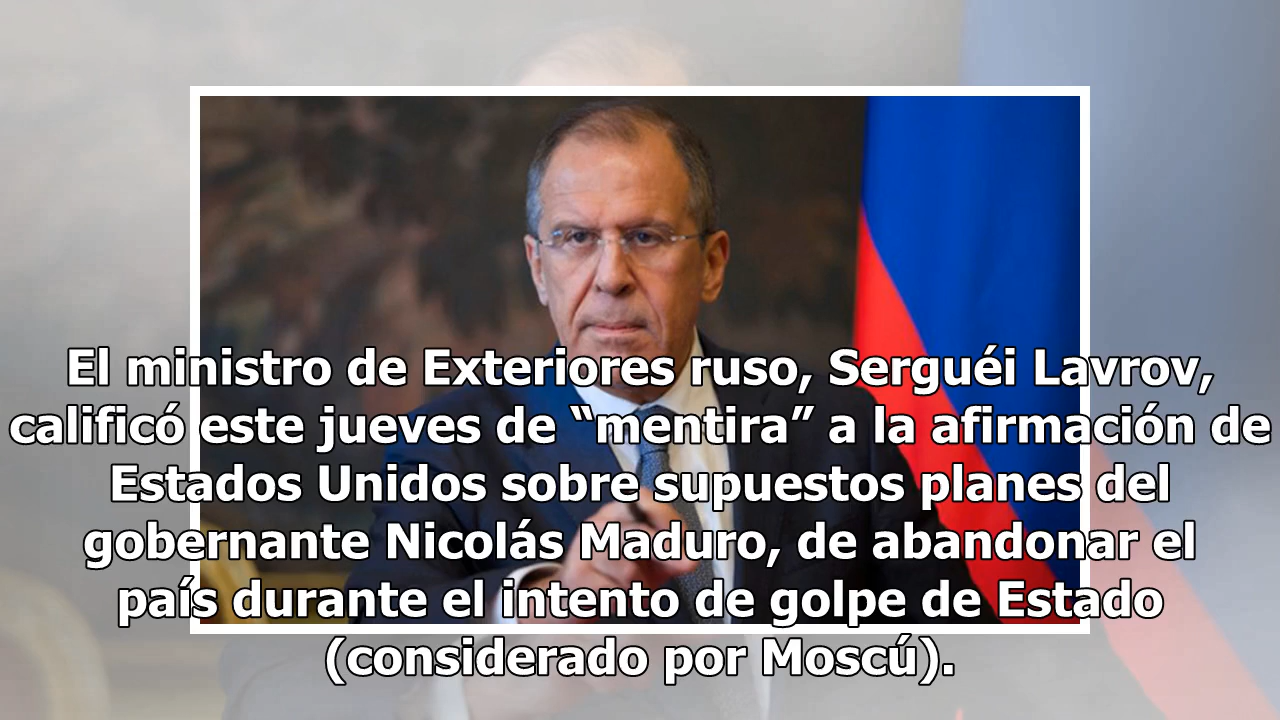 El ministro de Exteriores ruso, Serguéi Lavrov,
calificó este jueves de “mentira” a la afirmación de
Estados Unidos sobre supuestos planes del
gobernante Nicolás Maduro, de abandonar el
país durante el intento de golpe de Estado
(considerado por Moscú).